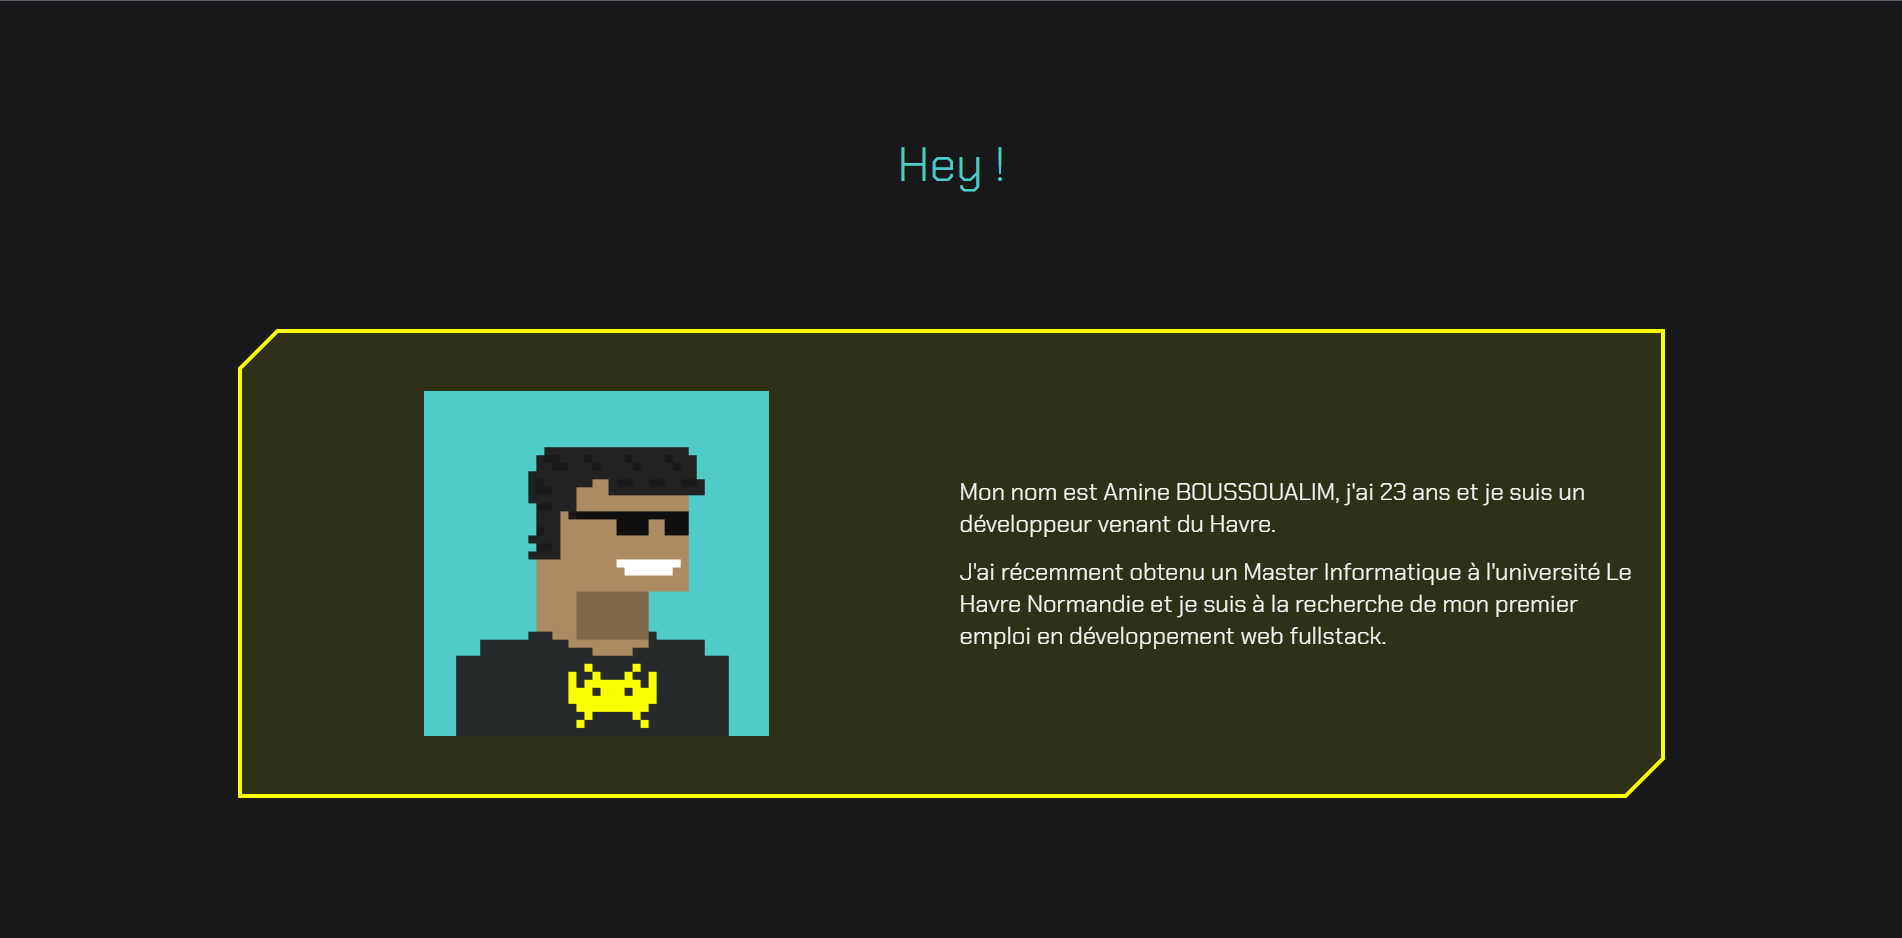 Hey !
Mon nom est Amine BOUSSOUALIM, j'ai 23 ans et je suis un
développeur venant du Havre.
J'ai récemment obtenu un Master Informatique à l'université Le
Havre Normandie et je suis à la recherche de mon premier
emploi en développement web fullstack.